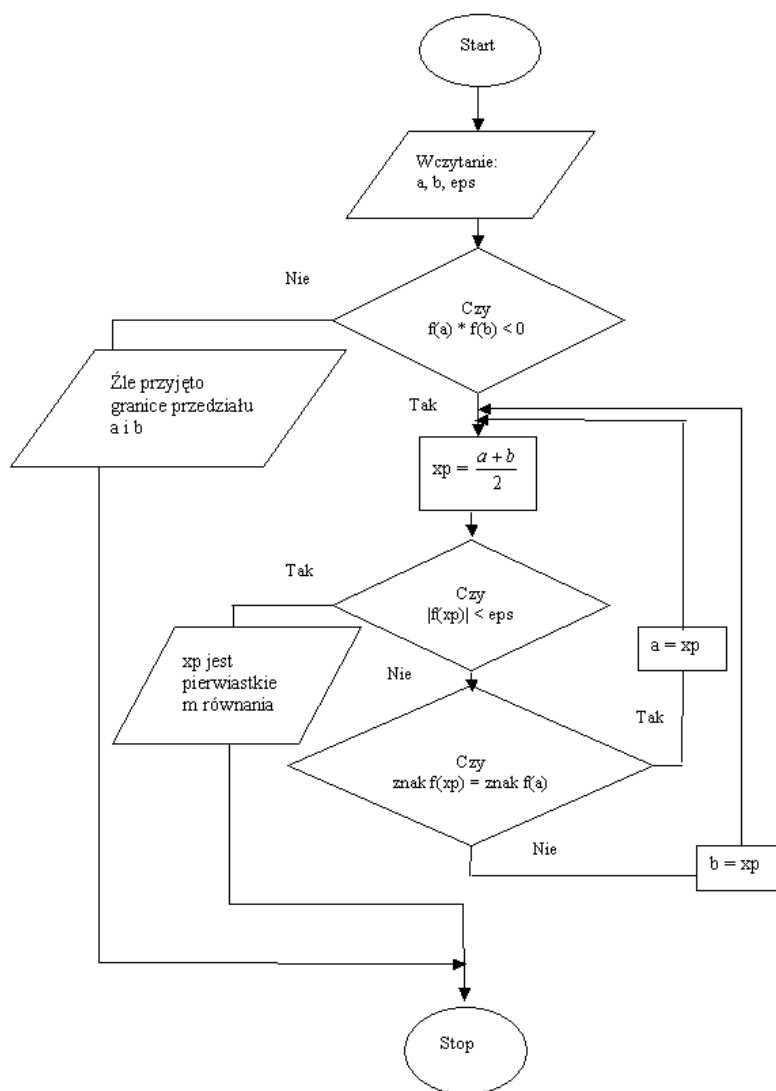 Start
Wczytanie:
a, b, eps
Nie
Czy
f(a) * f(b) < 0
Źle przyjęto
granice przedziału
a i b
Tak
xp = \frac{a+b}{2}
Tak
Czy
|f(xp)| < eps
a = xp
xp jest
pierwiastkie
m równania
Nie
Tak
Czy
znak f(xp) = znak f(a)
Nie
b = xp
Stop